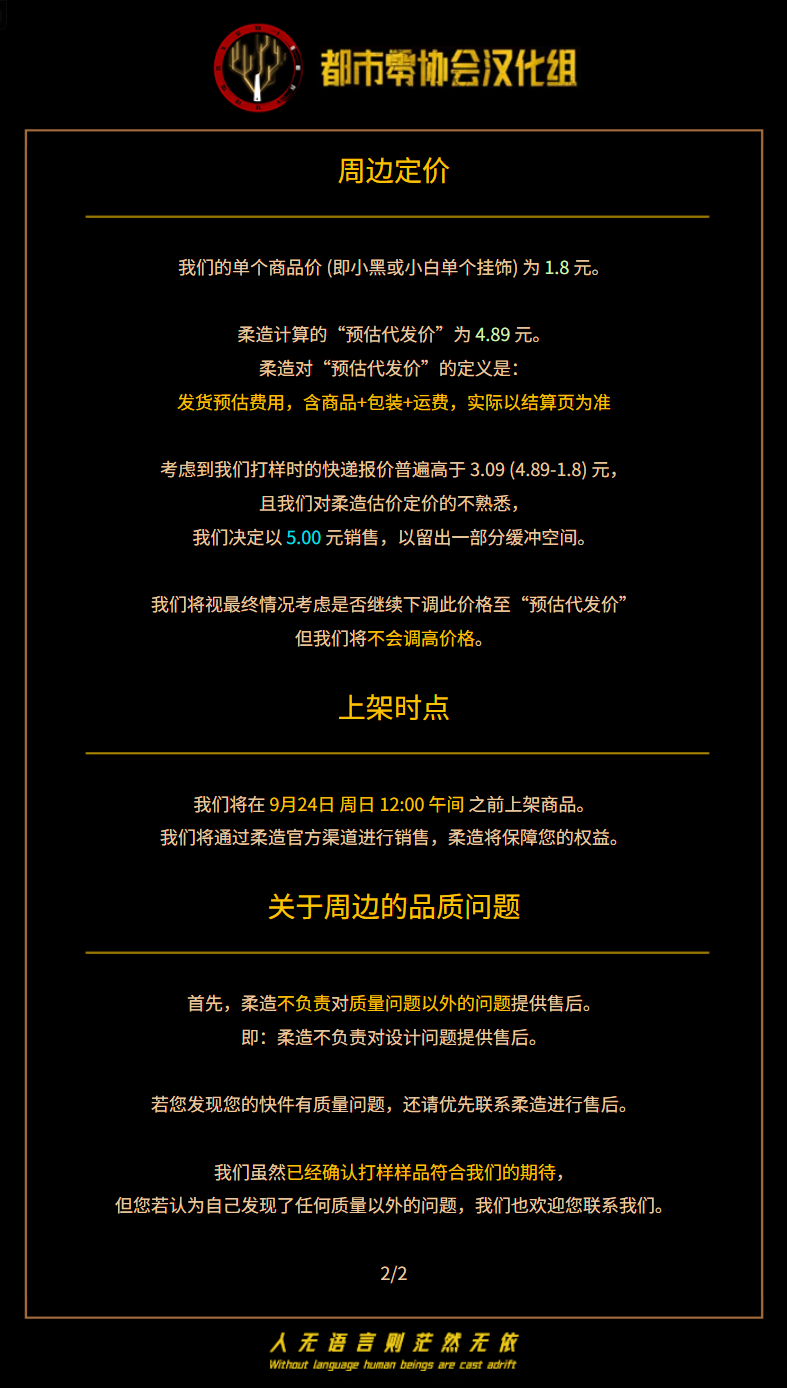 都市零协会汉化组
周边定价
我们的单个商品价 (即小黑或小白单个挂饰) 为 1.8 元。
柔造计算的“预估代发价”为 4.89 元。
柔造对“预估代发价”的定义是：
发货预估费用，含商品+包装+运费，实际以结算页为准
考虑到我们打样时的快递报价普遍高于 3.09 (4.89-1.8) 元，
且我们对柔造估价定价的不熟悉，
我们决定以 5.00 元销售，以留出一部分缓冲空间。
我们将视最终情况考虑是否继续下调此价格至“预估代发价”
但我们将不会调高价格。
上架时点
我们将在 9月24日 周日 12:00 午间 之前上架商品。
我们将通过柔造官方渠道进行销售，柔造将保障您的权益。
关于周边的品质问题
首先，柔造不负责对质量问题以外的问题提供售后。
即：柔造不负责对设计问题提供售后。
若您发现您的快件有质量问题，还请优先联系柔造进行售后。
我们虽然已经确认打样样品符合我们的期待，
但您若认为自己发现了任何质量以外的问题，我们也欢迎您联系我们。
2/2
人无语言则茫然无依
Without language human beings are cast adrift